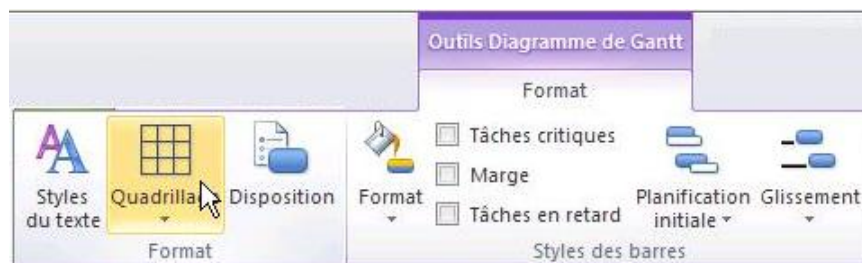 Outils Diagramme de Gantt
Format
Styles
du texte
Disposition
Format
Tâches critiques
Marge
Tâches en retard
Planification
initiale
Glissement
Format
Styles des barres